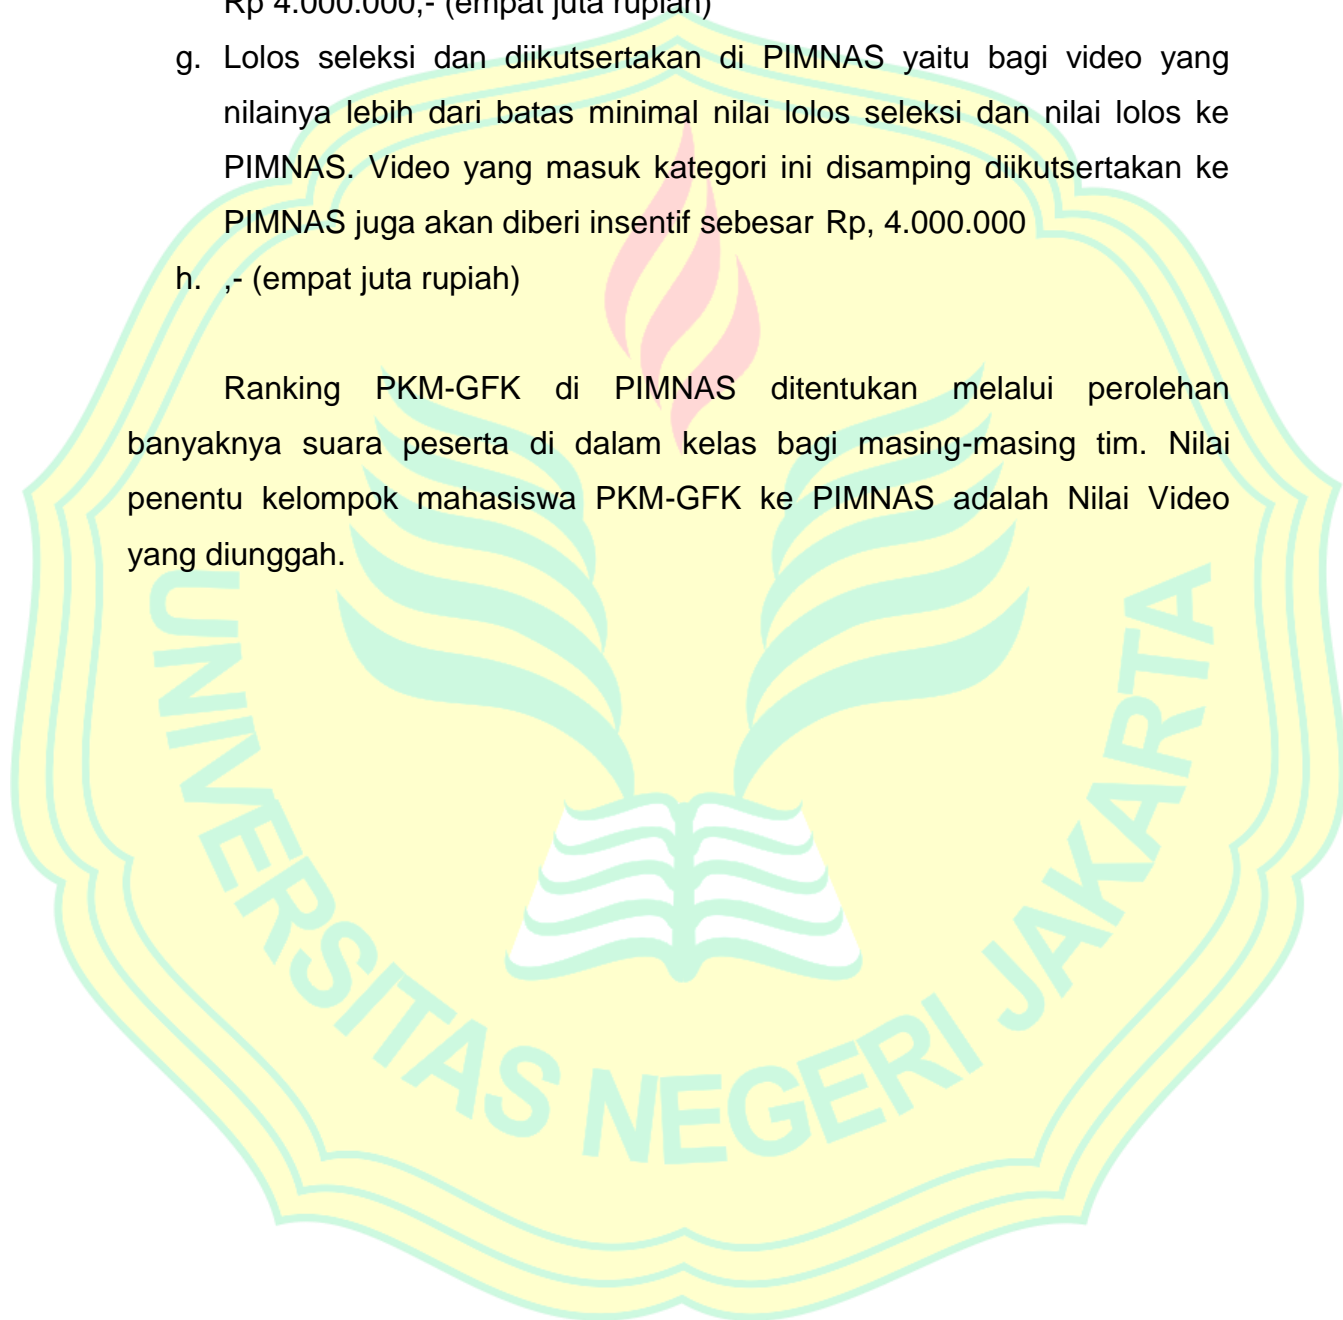 Rp 4.000.000,- (empat juta rupiah)
g. Lolos seleksi dan diikutsertakan di PIMNAS yaitu bagi video yang
nilainya lebih dari batas minimal nilai lolos seleksi dan nilai lolos ke
PIMNAS. Video yang masuk kategori ini disamping diikutsertakan ke
PIMNAS juga akan diberi insentif sebesar Rp, 4.000.000
h. ,- (empat juta rupiah)
Ranking PKM-GFK di PIMNAS ditentukan melalui perolehan
banyaknya suara peserta di dalam kelas bagi masing-masing tim. Nilai
penentu kelompok mahasiswa PKM-GFK ke PIMNAS adalah Nilai Video
yang diunggah.
UNIVERSITAS NEGERI JAKARTA